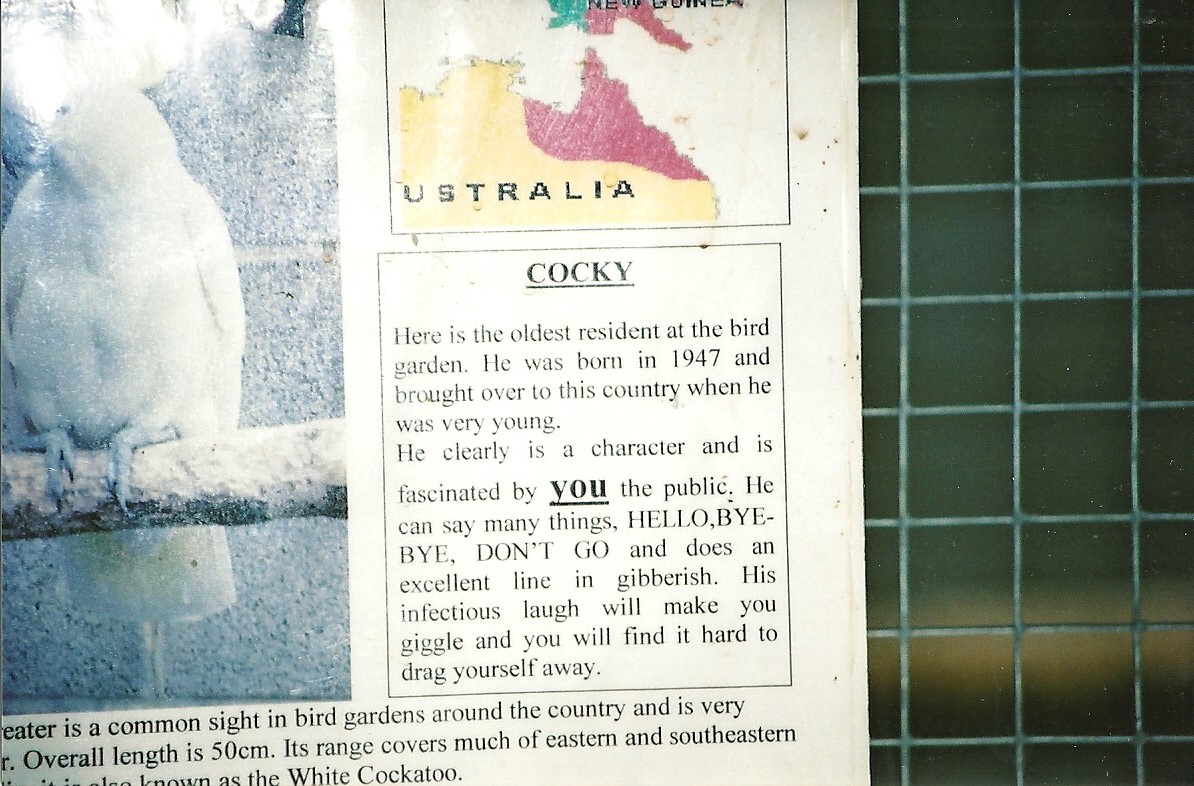 NEW GUINEA
USTRALIA
COCKY
Here is the oldest resident at the bird
garden. He was born in 1947 and
brought over to this country when he
was very young.
He clearly is a character and is
fascinated by you the public. He
can say many things, HELLO,BYE-
BYE, DON'T GO and does an
excellent line in gibberish. His
infectious laugh will make you
giggle and you will find it hard to
drag yourself away.
eater is a common sight in bird gardens around the country and is very
r. Overall length is 50cm. Its range covers much of eastern and southeastern
it is also known as the White Cockatoo.